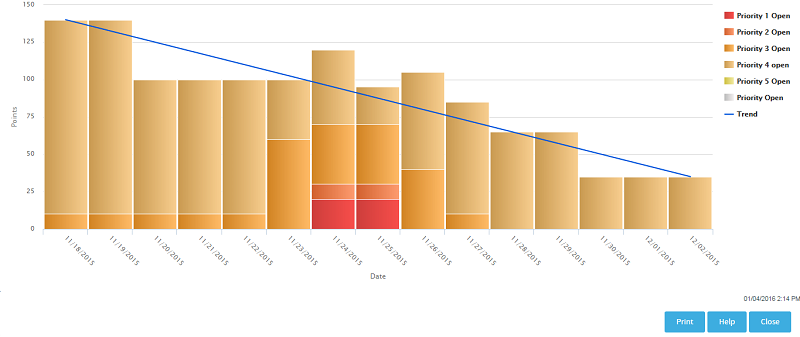 150
125
100
75
50
25
0
Points
11/18/2015
11/19/2015
11/20/2015
11/21/2015
11/22/2015
11/23/2015
11/24/2015
11/25/2015
11/26/2015
11/27/2015
11/28/2015
11/29/2015
11/30/2015
12/01/2015
12/02/2015
Date
Priority 1 Open
Priority 2 Open
Priority 3 Open
Priority 4 open
Priority 5 Open
Priority Open
Trend
01/04/2016 2:14 PM
Print
Help
Close